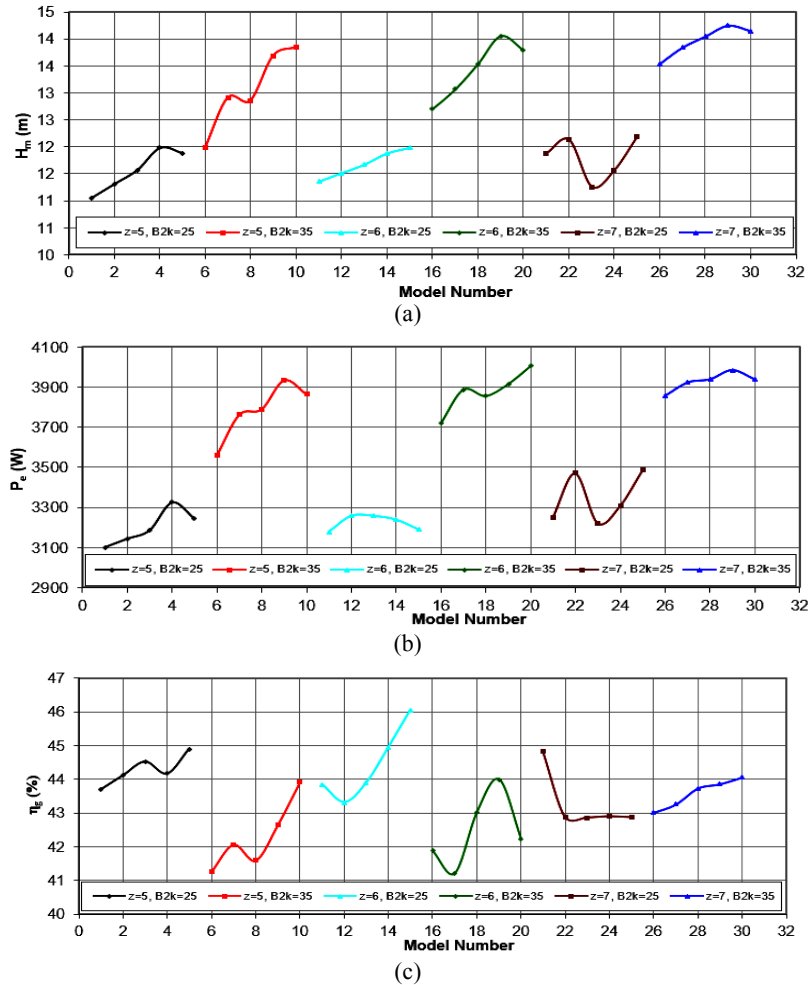 15
14
14
13
13
12
12
11
11
10
H_m (m)
z=5, B2k=25 z=5, B2k=35 z=6, B2k=25 z=6, B2k=35 z=7, B2k=25 z=7, B2k=35
0 2 4 6 8 10 12 14 16 18 20 22 24 26 28 30 32
Model Number
(a)
4100
3900
3700
3500
3300
3100
2900
P_e (W)
z=5, B2k=25 z=5, B2k=35 z=6, B2k=25 z=6, B2k=35 z=7, B2k=25 z=7, B2k=35
0 2 4 6 8 10 12 14 16 18 20 22 24 26 28 30 32
Model Number
(b)
47
46
45
44
43
42
41
40
η_g (%)
z=5, B2k=25 z=5, B2k=35 z=6, B2k=25 z=6, B2k=35 z=7, B2k=25 z=7, B2k=35
0 2 4 6 8 10 12 14 16 18 20 22 24 26 28 30 32
Model Number
(c)